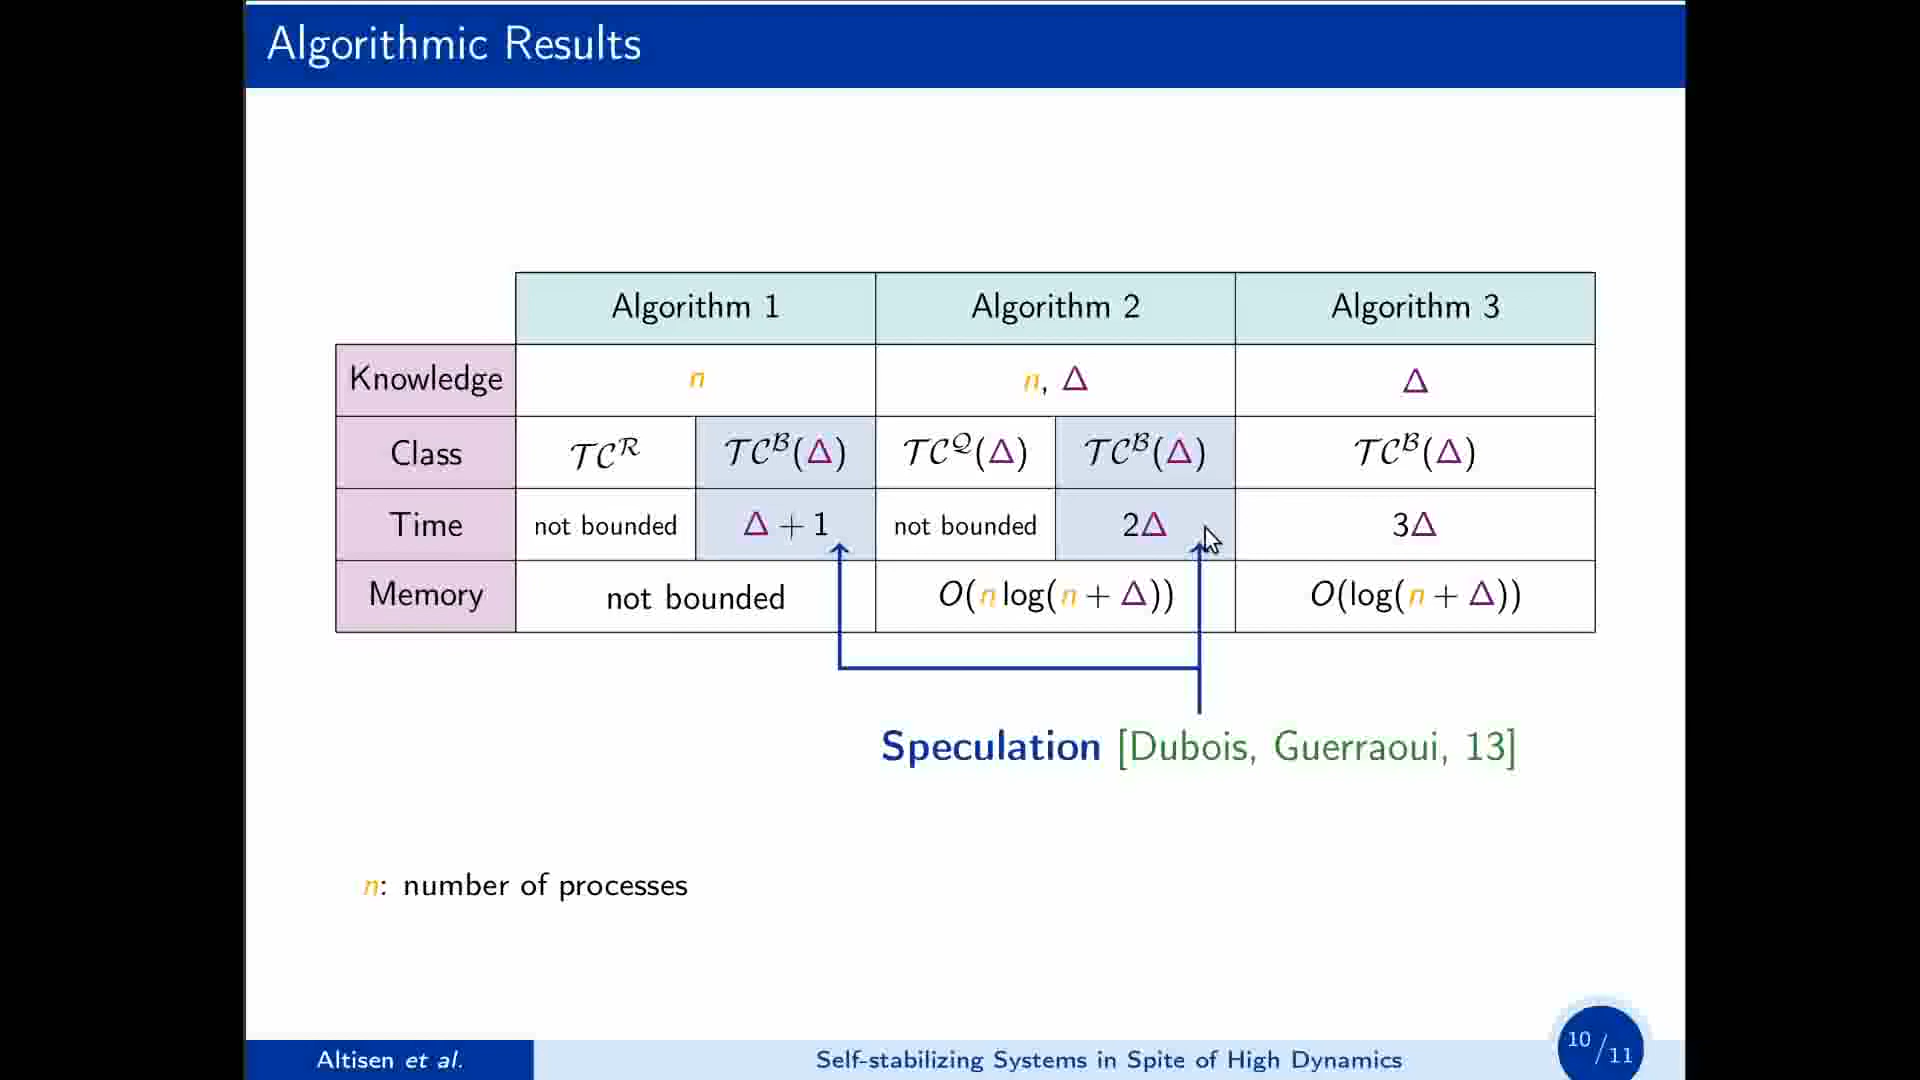 Algorithmic Results
Algorithm 1 Algorithm 2 Algorithm 3
Knowledge n n, Δ Δ
Class 𝒯𝒞^ℛ 𝒯𝒞^ℬ(Δ) 𝒯𝒞^𝒬(Δ) 𝒯𝒞^ℬ(Δ) 𝒯𝒞^ℬ(Δ)
Time not bounded Δ + 1 not bounded 2Δ 3Δ
Memory not bounded O(n log(n + Δ)) O(log(n + Δ))
Speculation [Dubois, Guerraoui, 13]
n: number of processes
Altisen et al. Self-stabilizing Systems in Spite of High Dynamics 10/11